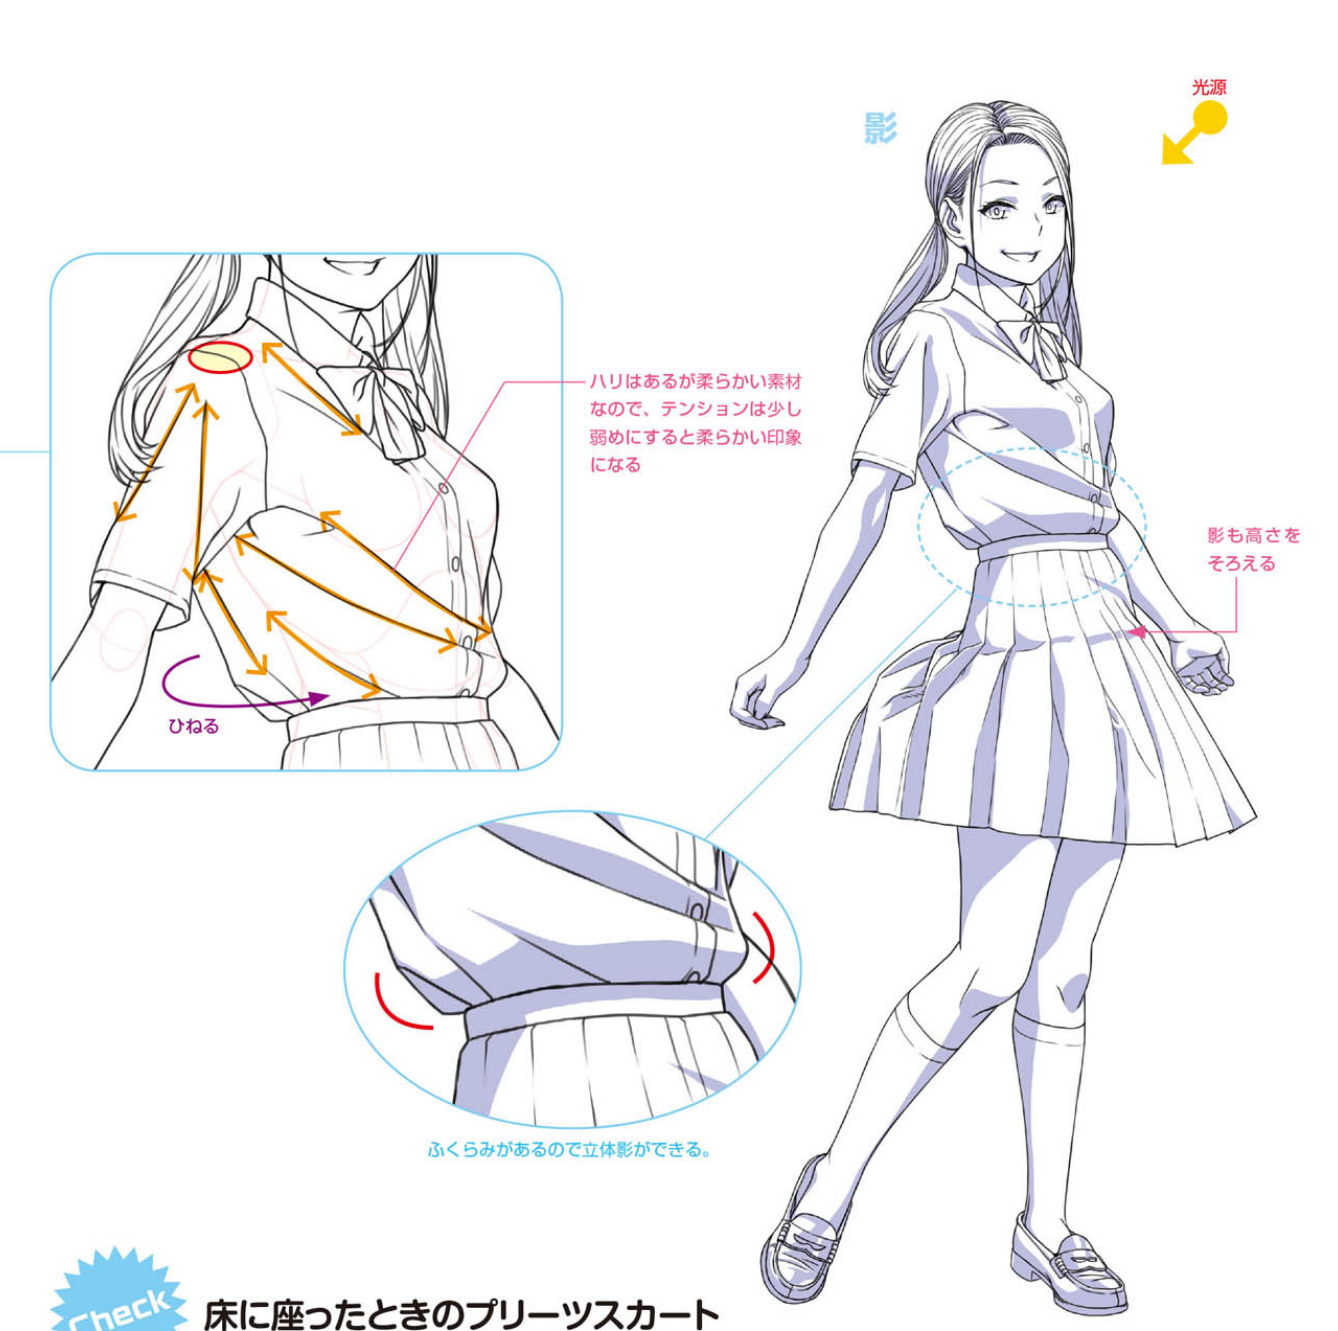 光源
影
ハリはあるが柔らかい素材
なので、テンションは少し
弱めにすると柔らかい印象
になる
影も高さを
そろえる
ひねる
ふくらみがあるので立体影ができる。
Check
床に座ったときのプリーツスカート